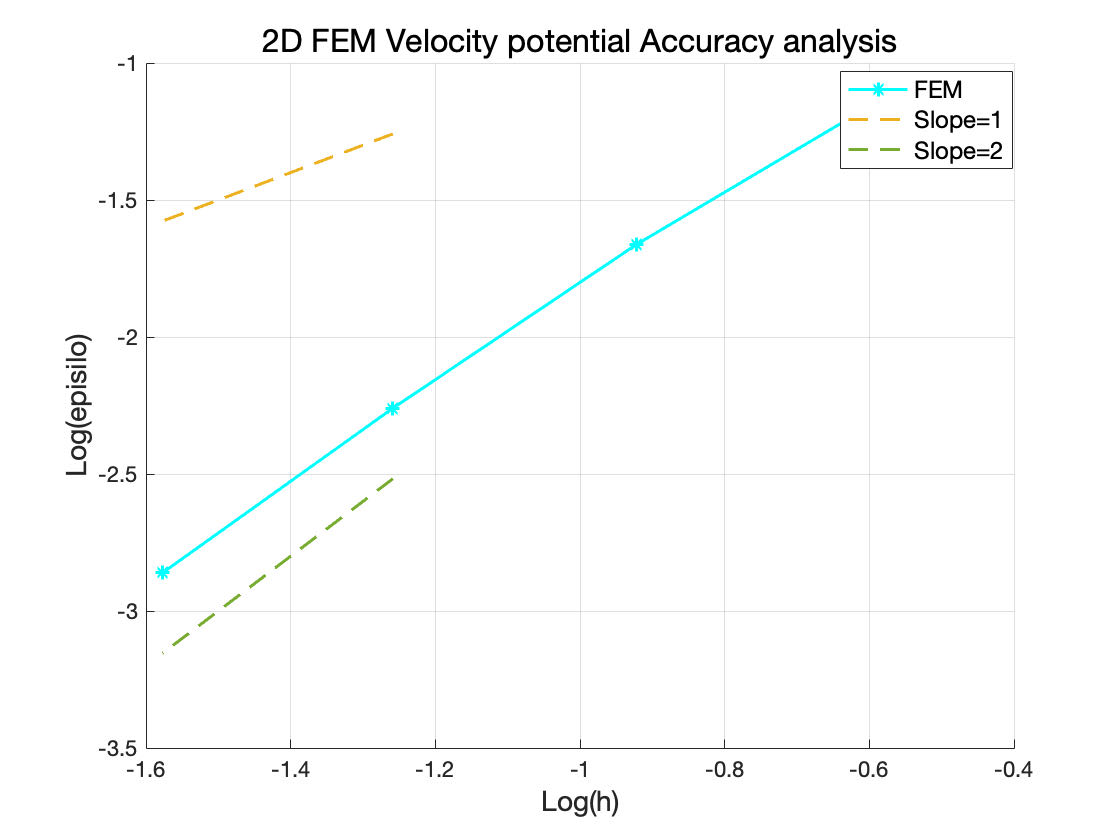 2D FEM Velocity potential Accuracy analysis
FEM
Slope=1
Slope=2
Log(episilo)
-1
-1.5
-2
-2.5
-3
-3.5
-1.6 -1.4 -1.2 -1 -0.8 -0.6 -0.4
Log(h)